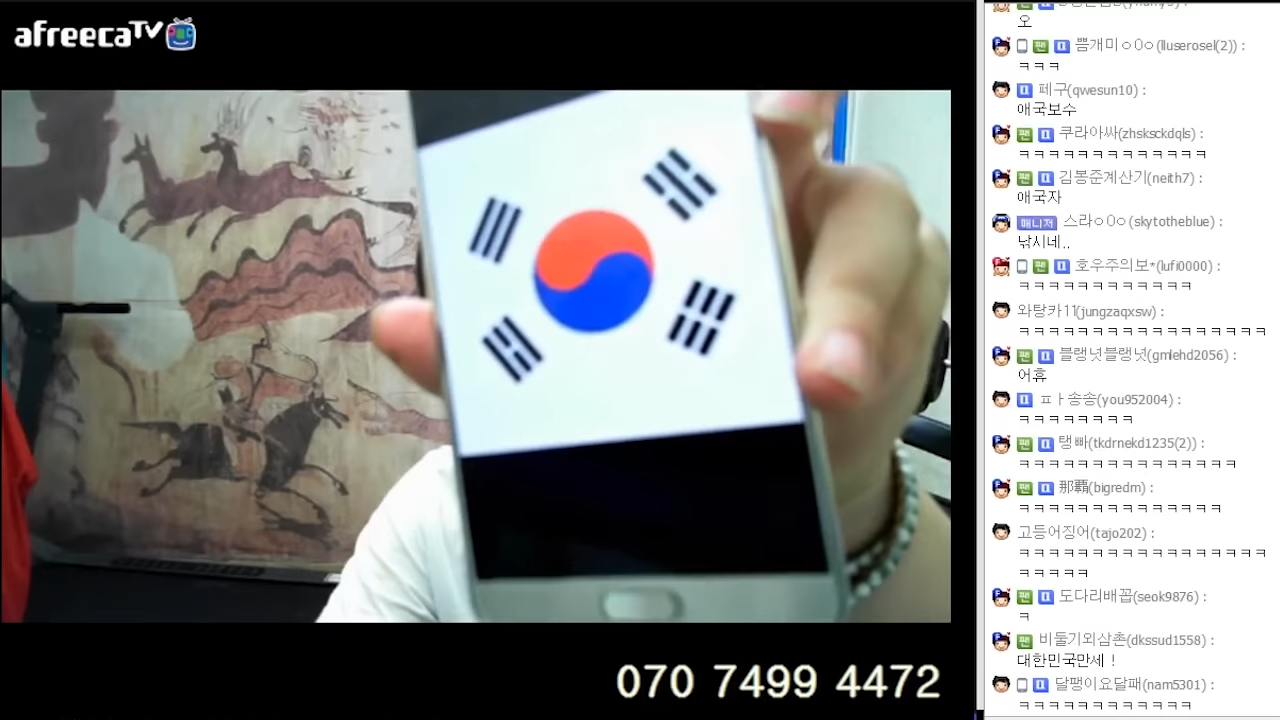 afreecaTV
오
쁨개미ㅇ0ㅇ(lluserosel(2)) :
ㅋㅋㅋ
페구(qwesun10) :
애국보수
쿠라아싸(zhsksckdqls) :
ㅋㅋㅋㅋㅋㅋㅋㅋㅋㅋㅋㅋㅋ
김봉준계산기(neith7) :
애국자
매니저 스라ㅇ0ㅇ(skytotheblue) :
낚시네..
호우주의보*(lufi0000) :
ㅋㅋㅋㅋㅋㅋㅋㅋㅋㅋㅋㅋ
와탕카11(jungzaqxsw) :
ㅋㅋㅋㅋㅋㅋㅋㅋㅋㅋㅋㅋㅋㅋㅋㅋㅋ
블랭넛블랭넛(gmlehd2056) :
어휴
ㅍㅏ송송(you952004) :
ㅋㅋㅋㅋㅋㅋㅋㅋ
탱빠(tkdrnekd1235(2)) :
ㅋㅋㅋㅋㅋㅋㅋㅋㅋㅋㅋㅋㅋㅋㅋ
那覇(bigredm) :
ㅋㅋㅋㅋㅋㅋㅋㅋㅋㅋㅋㅋㅋㅋ
고등어징어(tajo202) :
ㅋㅋㅋㅋㅋㅋㅋㅋㅋㅋㅋㅋㅋㅋㅋㅋㅋ
ㅋㅋㅋㅋㅋ
도다리배꼽(seok9876) :
ㅋ
비둘기외삼촌(dkssud1558) :
대한민국만세 !
달팽이요달패(nam5301) :
ㅋㅋㅋㅋㅋㅋㅋㅋㅋㅋㅋㅋ
070 7499 4472